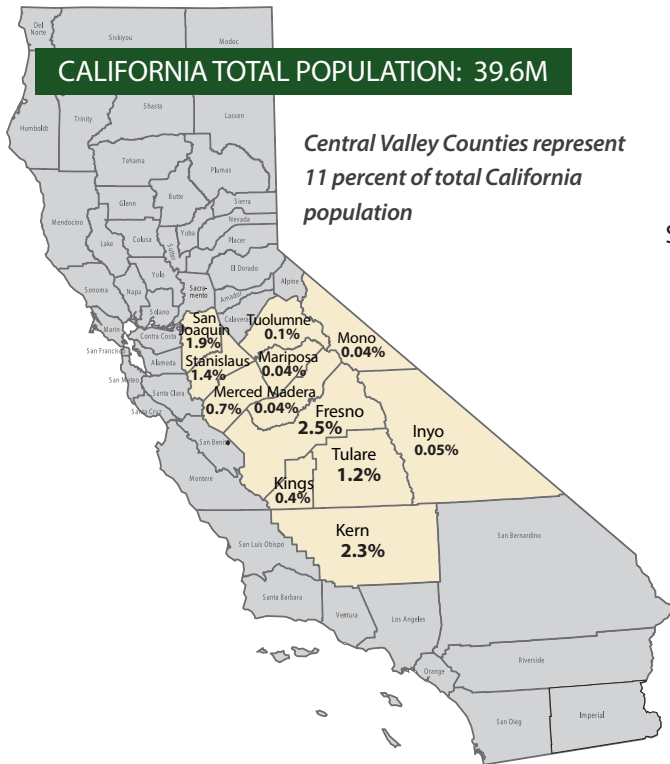 Del
Norte
Siskiyou
Modoc
CALIFORNIA TOTAL POPULATION: 39.6M
Humboldt
Trinity
Shasta
Lassen
Central Valley Counties represent
11 percent of total California
population
S
Tehama
Plumas
Mendocino
Glenn
Butte
Sierra
Nevada
Lake
Colusa
Sutter
Yuba
Placer
Sonoma
Napa
Yolo
El Dorado
Sacra-
mento
Amador
Alpine
Solano
Calavera
Marin
Contra Costa
San Francisco
Alameda
San Mateo
Santa Clara
Santa Cruz
San
Joaquin
1.9%
Tuolumne
0.1%
Mono
0.04%
Stanislaus
1.4%
Mariposa
0.04%
Merced
0.7%
Madera
0.04%
Fresno
2.5%
Inyo
0.05%
San Beni
Montere
Tulare
1.2%
Kings
0.4%
Kern
2.3%
San Luis Obispo
San Bernardino
Santa Barbara
Ventura
Los Angeles
Orange
Riverside
San Dieg
Imperial